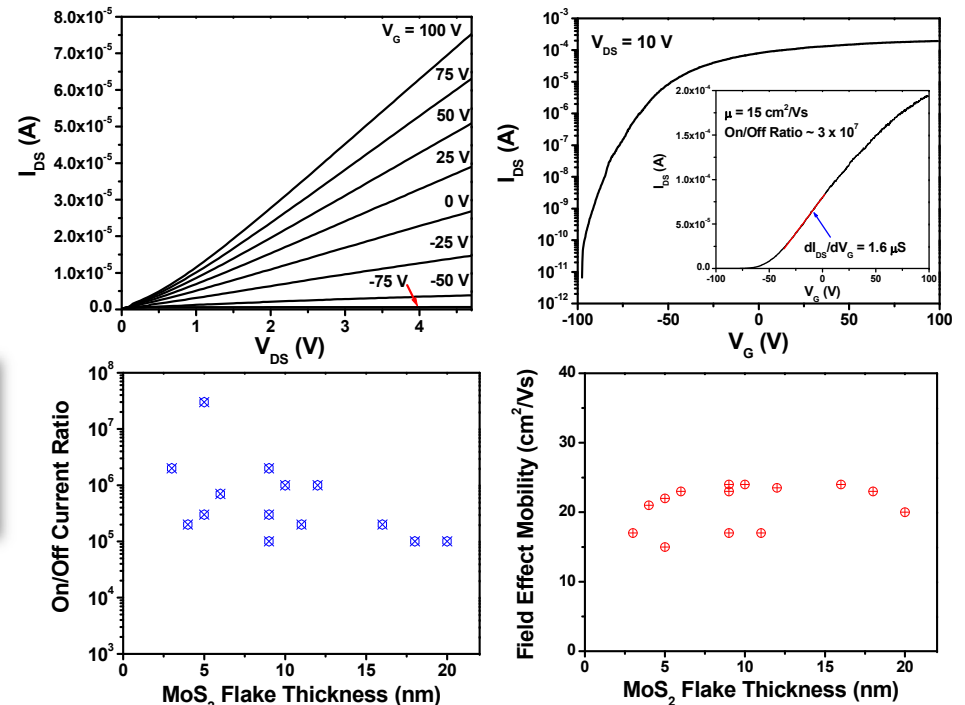 8.0x10⁻⁵
7.0x10⁻⁵
6.0x10⁻⁵
5.0x10⁻⁵
4.0x10⁻⁵
3.0x10⁻⁵
2.0x10⁻⁵
1.0x10⁻⁵
0.0
I_DS (A)
V_G = 100 V
75 V
50 V
25 V
0 V
-25 V
-75 V
-50 V
0 1 2 3 4
V_DS (V)
10⁻³
10⁻⁴
10⁻⁵
10⁻⁶
10⁻⁷
10⁻⁸
10⁻⁹
10⁻¹⁰
10⁻¹¹
10⁻¹²
I_DS (A)
V_DS = 10 V
2.0x10⁻⁴
1.5x10⁻⁴
1.0x10⁻⁴
5.0x10⁻⁵
0.0
I_DS (A)
μ = 15 cm²/Vs
On/Off Ratio ~ 3 x 10⁷
dI_DS/dV_G = 1.6 μS
-100 -50 0 50 100
V_G (V)
-100 -50 0 50 100
V_G (V)
10⁸
10⁷
10⁶
10⁵
10⁴
10³
On/Off Current Ratio
0 5 10 15 20
MoS₂ Flake Thickness (nm)
40
30
20
10
0
Field Effect Mobility (cm²/Vs)
0 5 10 15 20
MoS₂ Flake Thickness (nm)